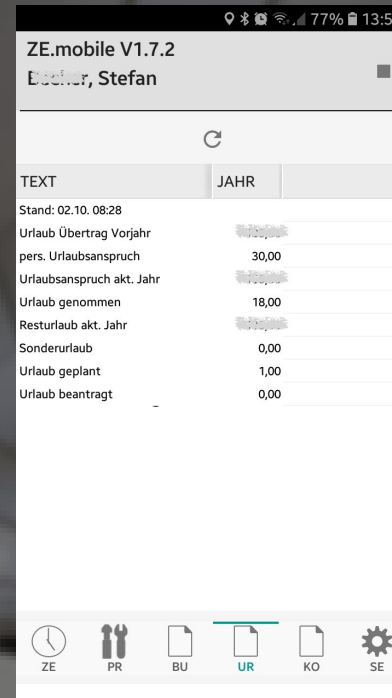 77% 13:5
ZE.mobile V1.7.2
Stefan
TEXT JAHR
Stand: 02.10. 08:28
Urlaub Übertrag Vorjahr
pers. Urlaubsanspruch 30,00
Urlaubsanspruch akt. Jahr
Urlaub genommen 18,00
Resturlaub akt. Jahr
Sonderurlaub 0,00
Urlaub geplant 1,00
Urlaub beantragt 0,00
ZE PR BU UR KO SE